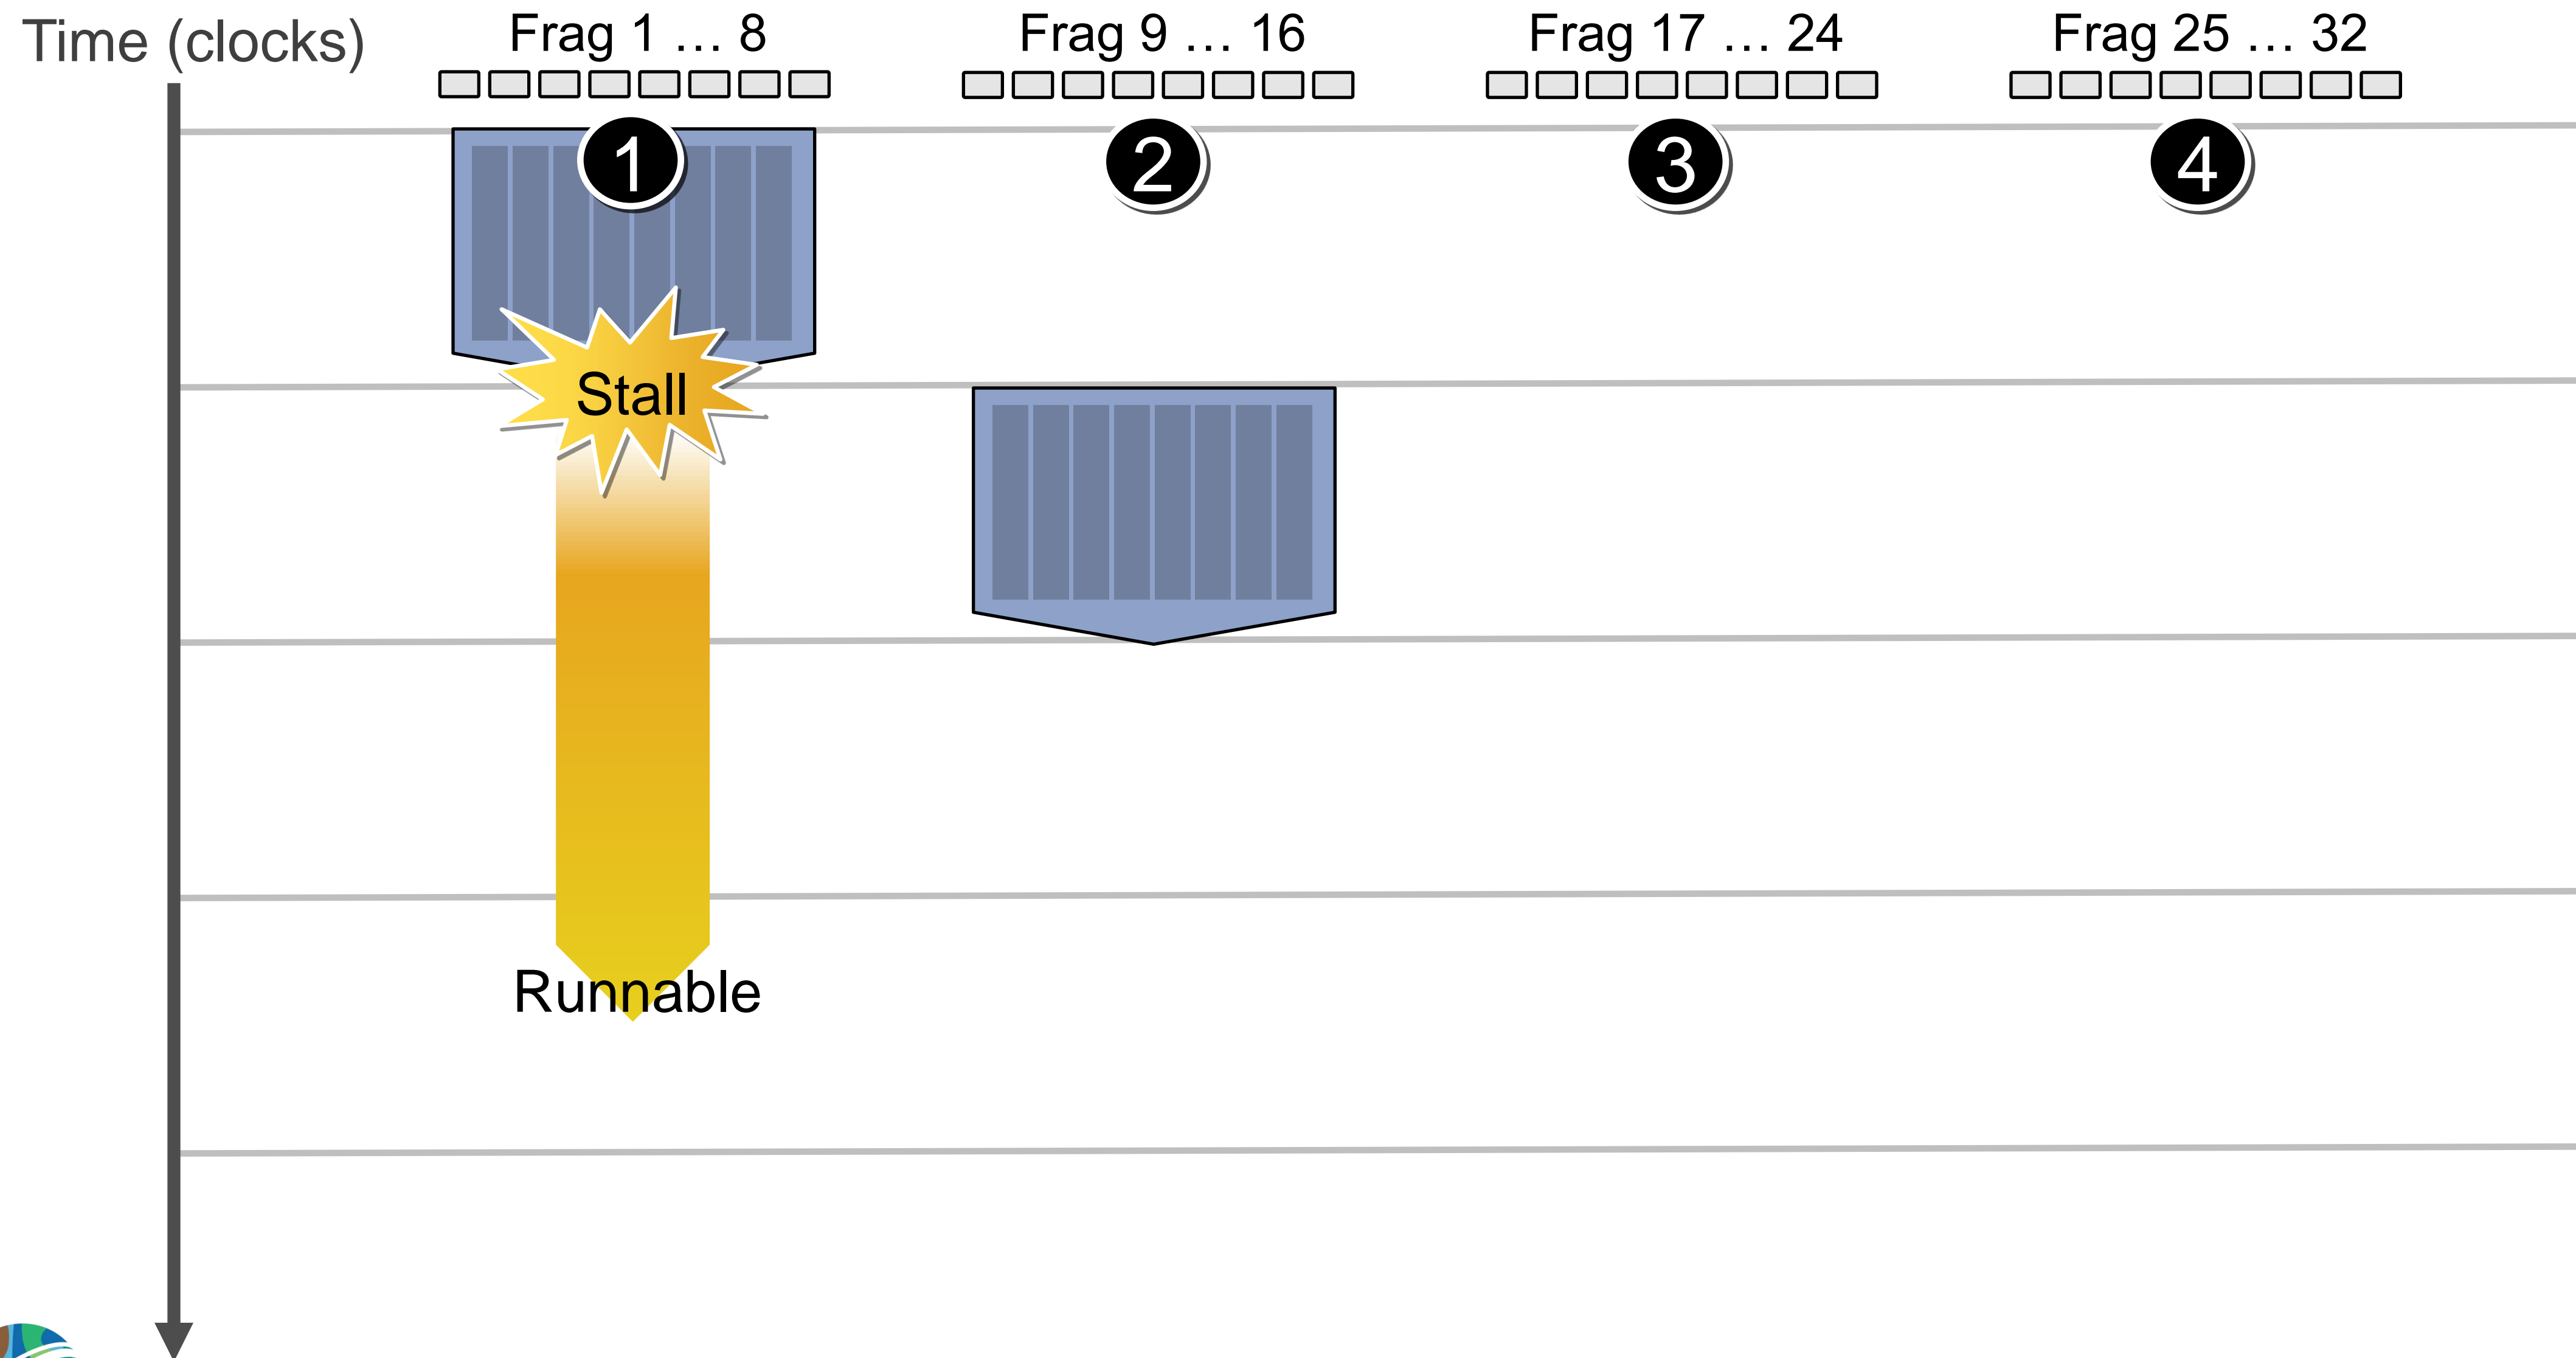 Time (clocks)
Frag 1 … 8
Frag 9 … 16
Frag 17 … 24
Frag 25 … 32
1
2
3
4
Stall
Runnable